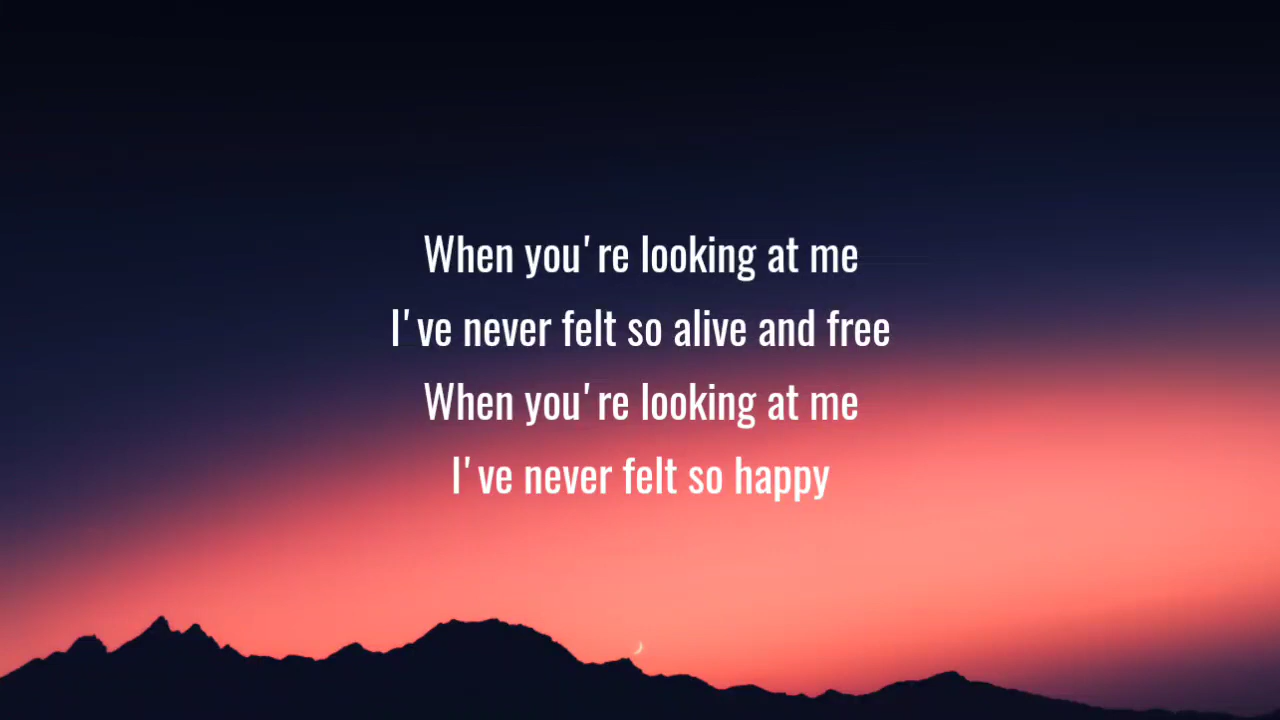 When you're looking at me
I've never felt so alive and free
When you're looking at me
I've never felt so happy